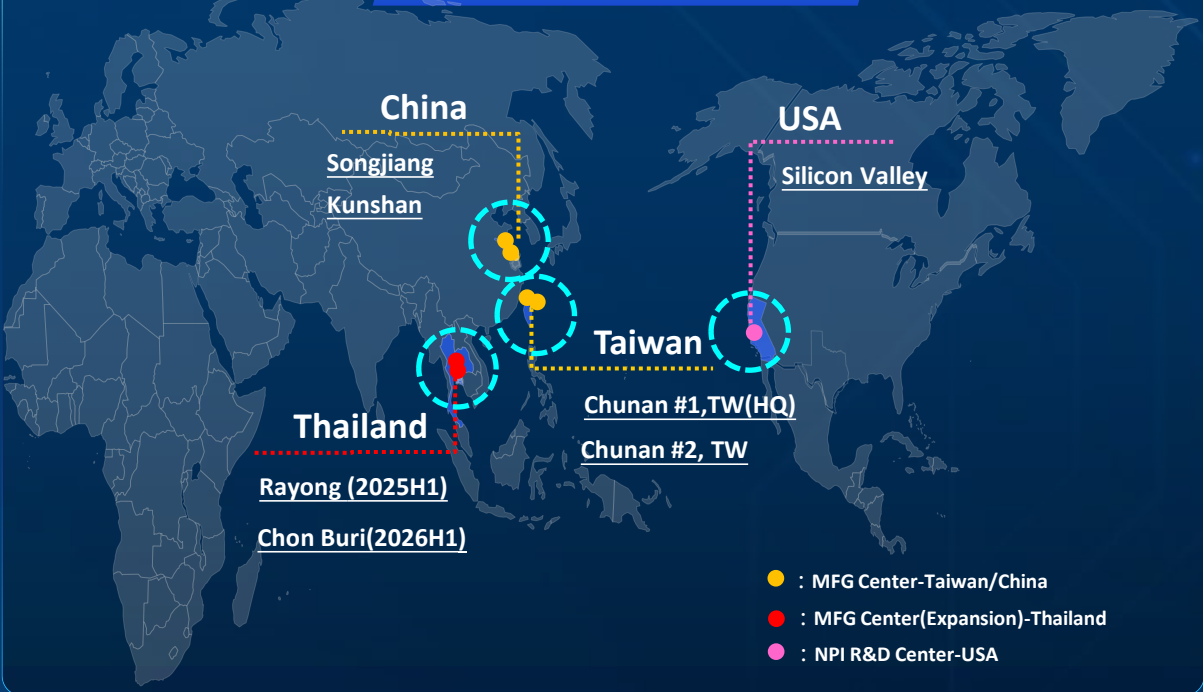 China
Songjiang
Kunshan
USA
Silicon Valley
Taiwan
Chunan #1,TW(HQ)
Chunan #2, TW
Thailand
Rayong (2025H1)
Chon Buri(2026H1)
: MFG Center-Taiwan/China
: MFG Center(Expansion)-Thailand
: NPI R&D Center-USA